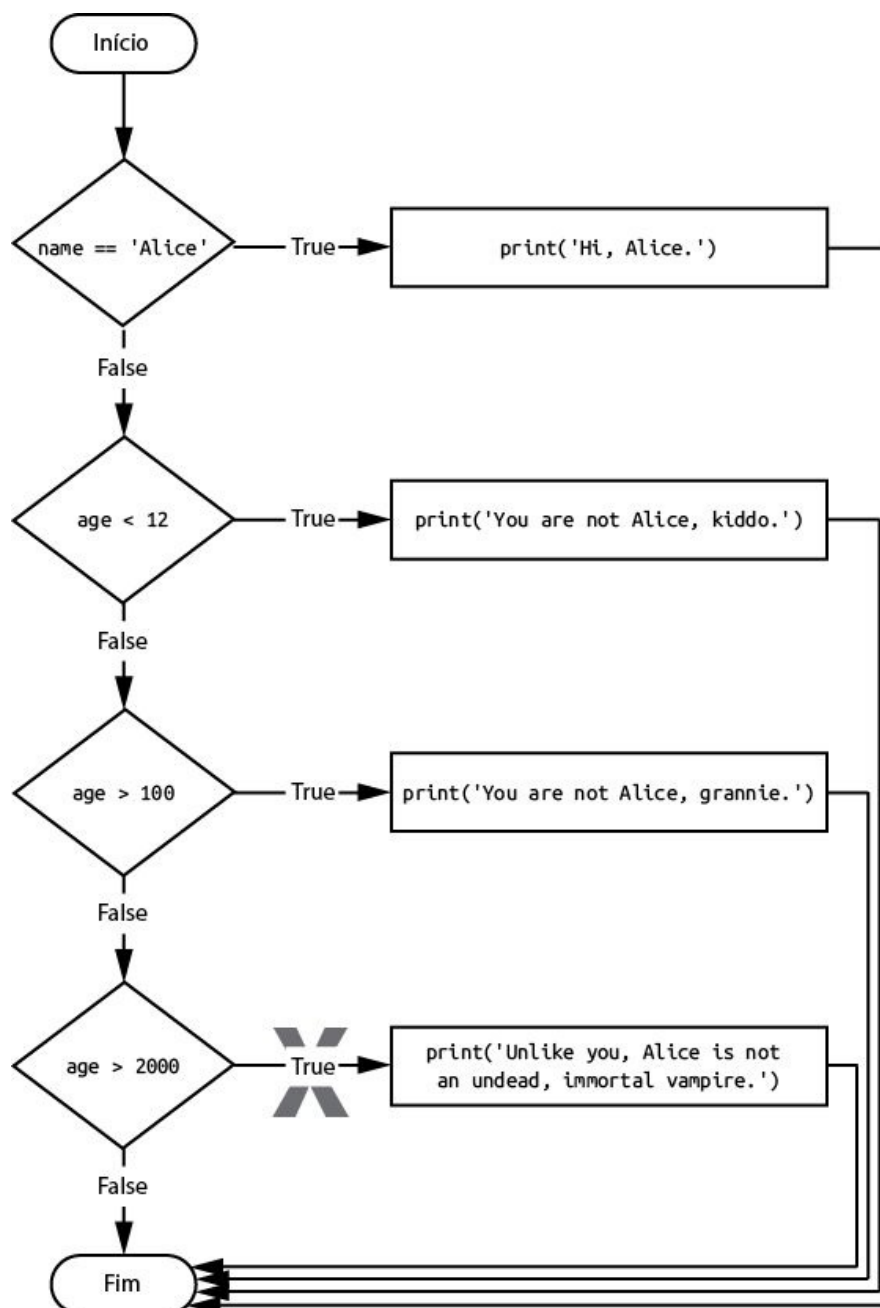 Início
name == 'Alice'
True
print('Hi, Alice.')
False
age < 12
True
print('You are not Alice, kiddo.')
False
age > 100
True
print('You are not Alice, grannie.')
False
age > 2000
True
print('Unlike you, Alice is not
an undead, immortal vampire.')
False
Fim